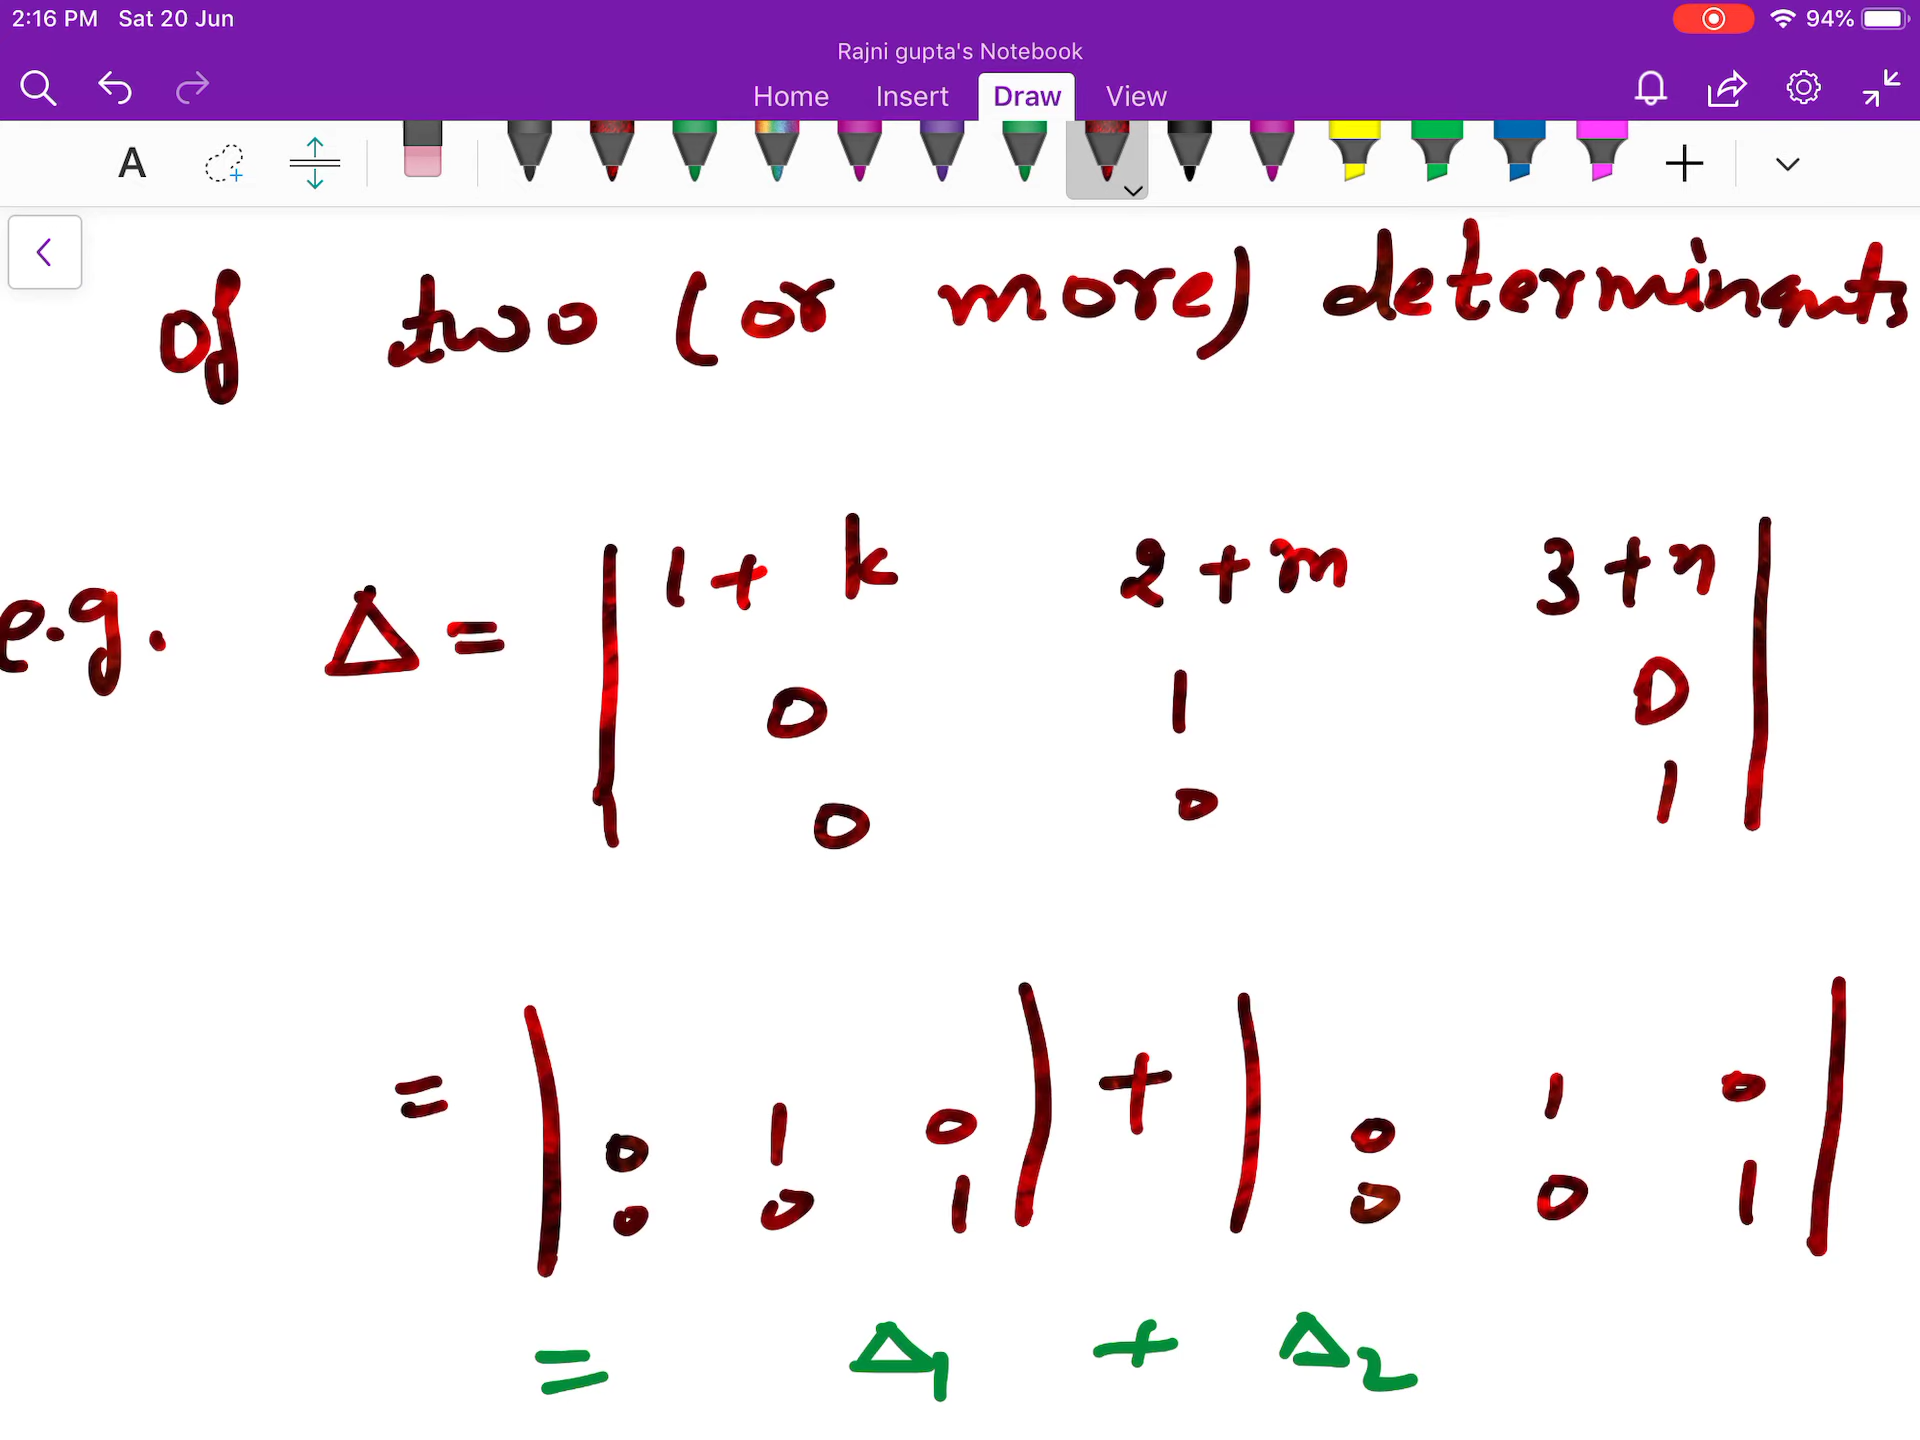 2:16 PM Sat 20 Jun
94%
Rajni gupta's Notebook
Home Insert Draw View
A
of two (or more) determinants
e.g. Δ = | 1 + k 2 + m 3 + n |
0 1 0
0 0 1
= | 0 1 0 | + | 0 1 0 |
0 0 1 0 0 1
= Δ1 + Δ2